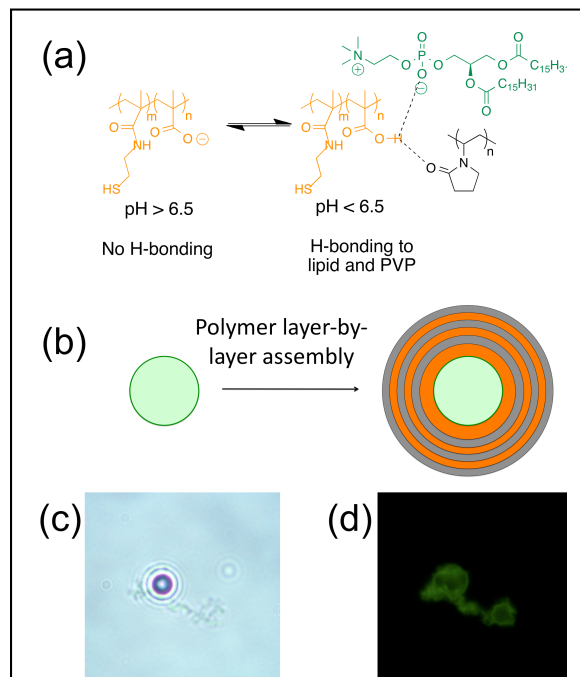 (a)
N
⊕
O
P
O
O
⊖
O
O
O
C15H31
O
C15H31
O
m
n
O
NH
O
O ⊖
HS
m
n
O
NH
O
O
H
HS
n
N
O
pH > 6.5
pH < 6.5
No H-bonding
H-bonding to
lipid and PVP
(b)
Polymer layer-by-
layer assembly
(c)
(d)